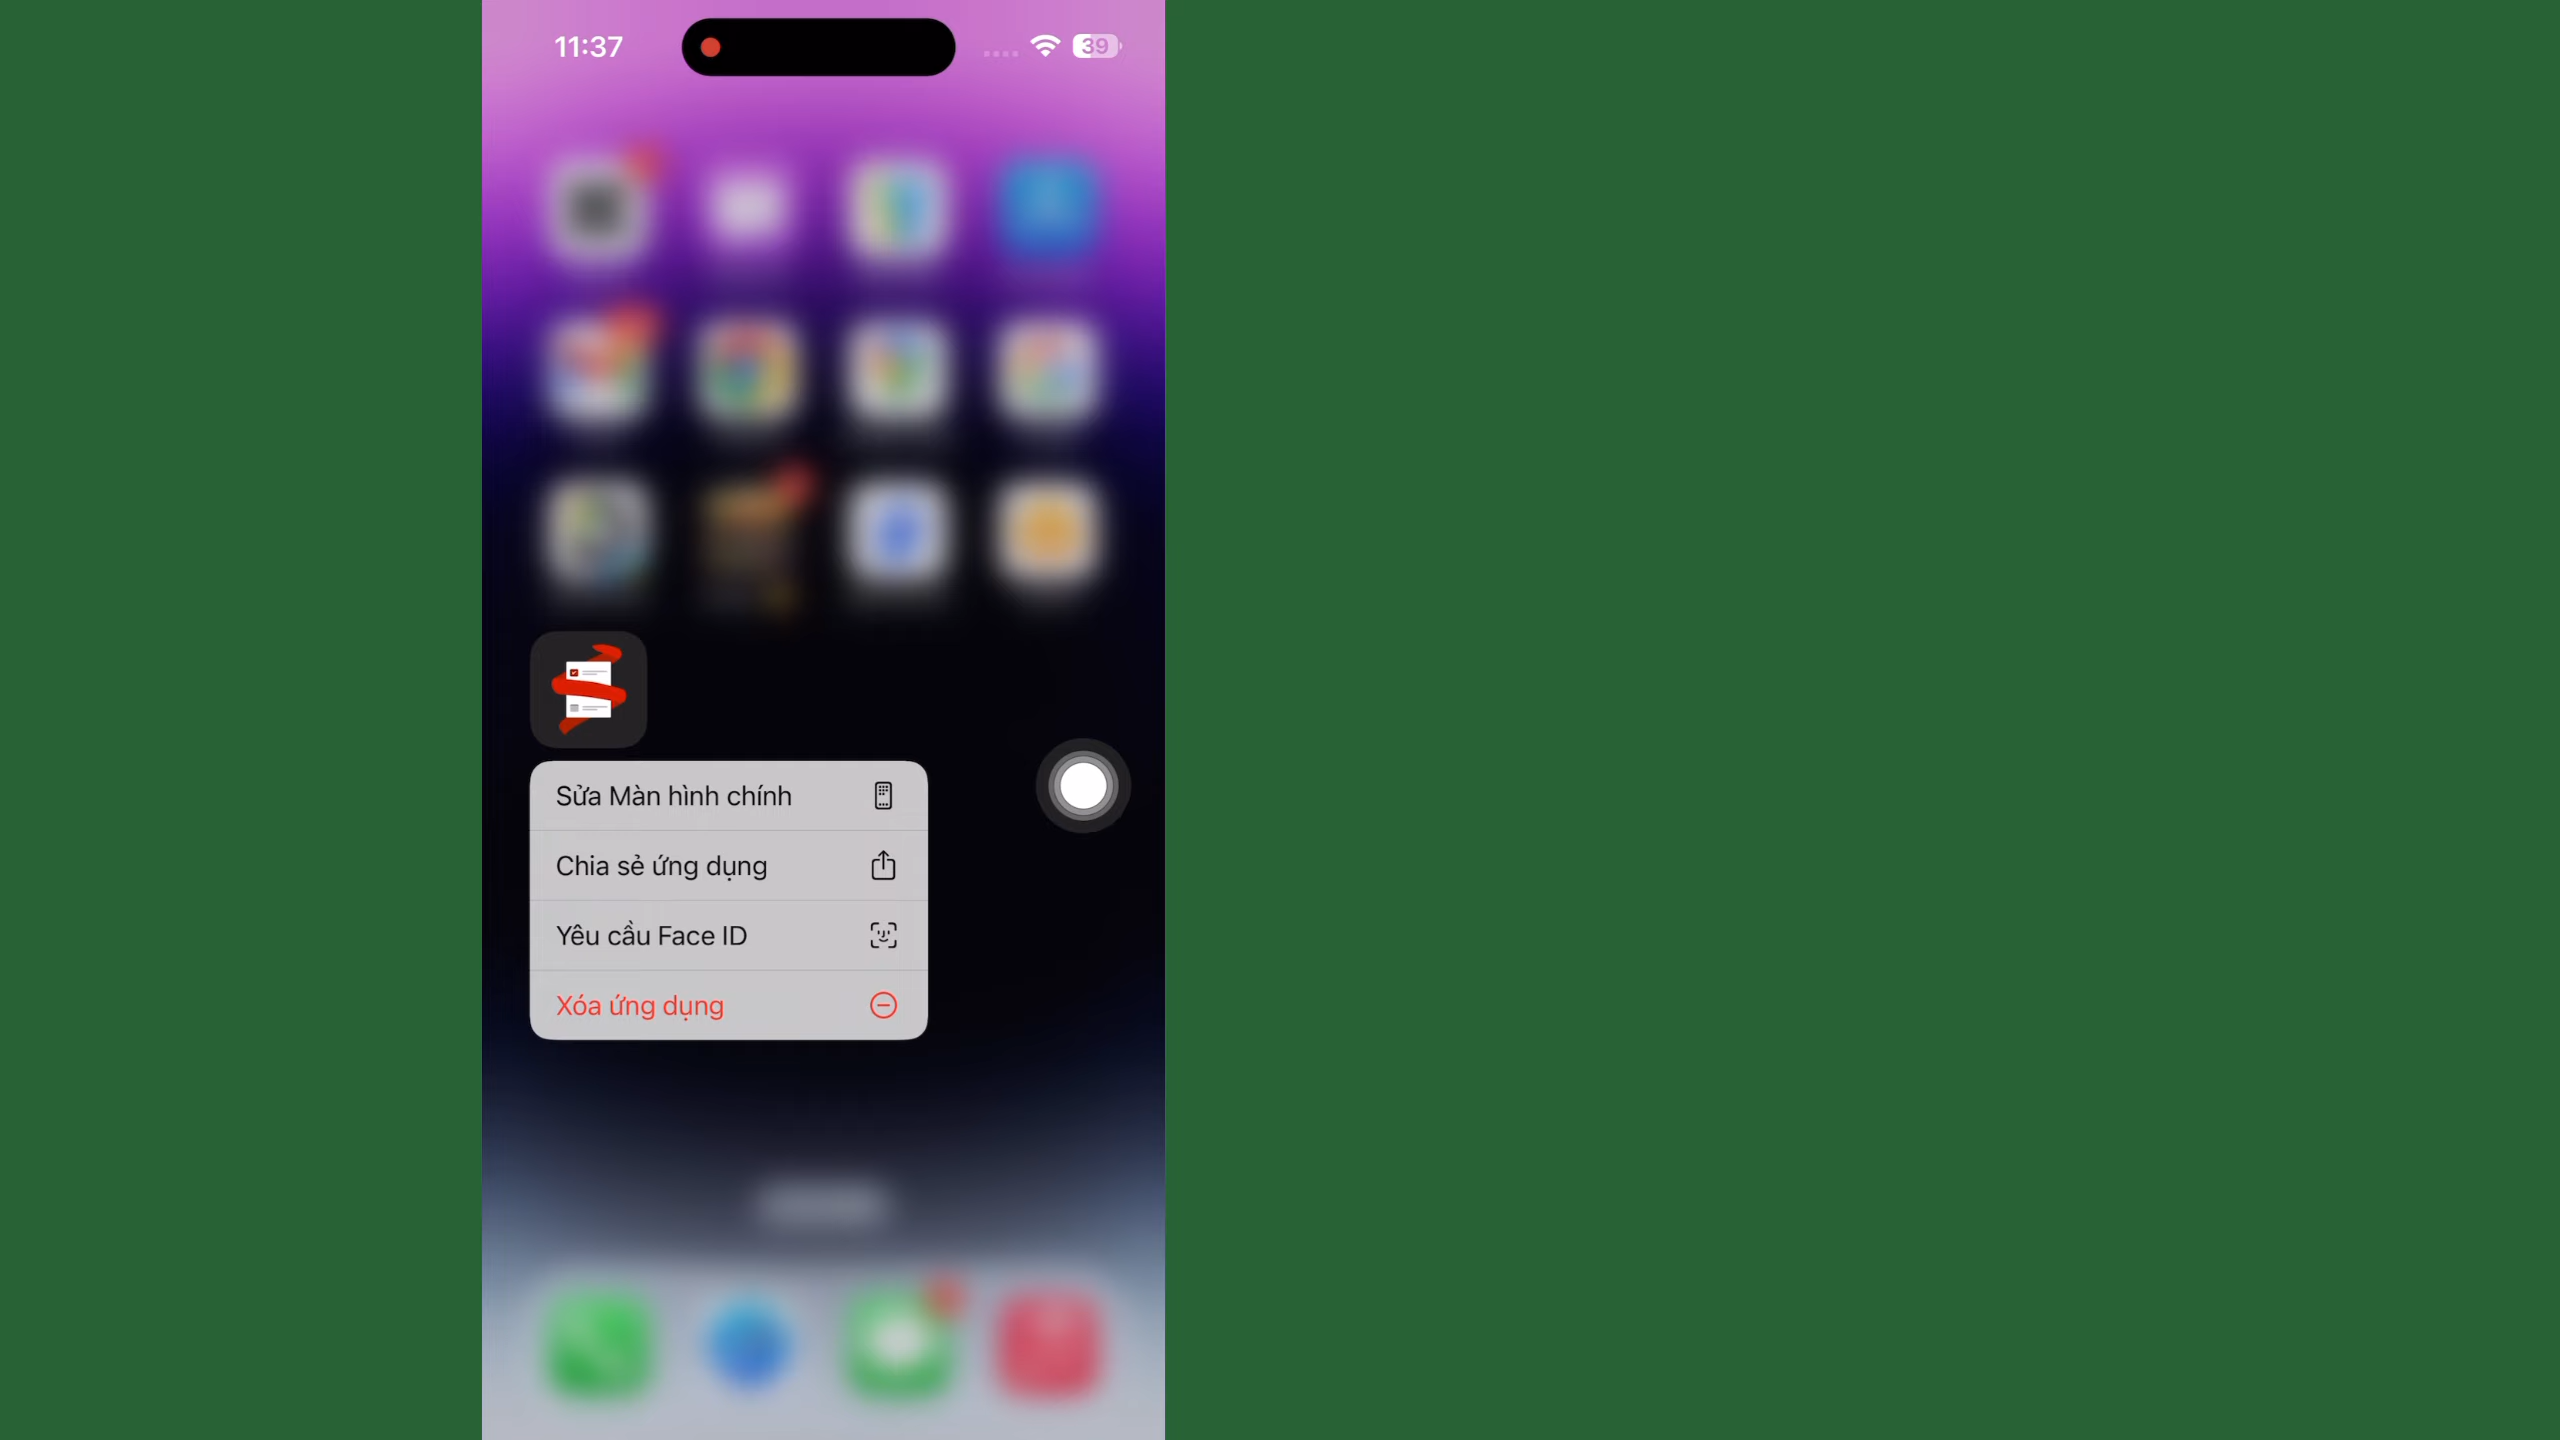 11:37
39
Sửa Màn hình chính
Chia sẻ ứng dụng
Yêu cầu Face ID
Xóa ứng dụng